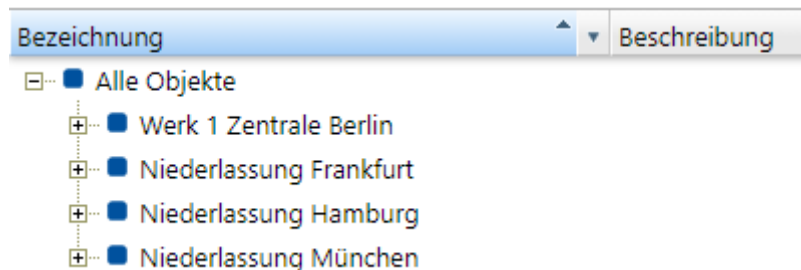 Bezeichnung Beschreibung
Alle Objekte
Werk 1 Zentrale Berlin
Niederlassung Frankfurt
Niederlassung Hamburg
Niederlassung München